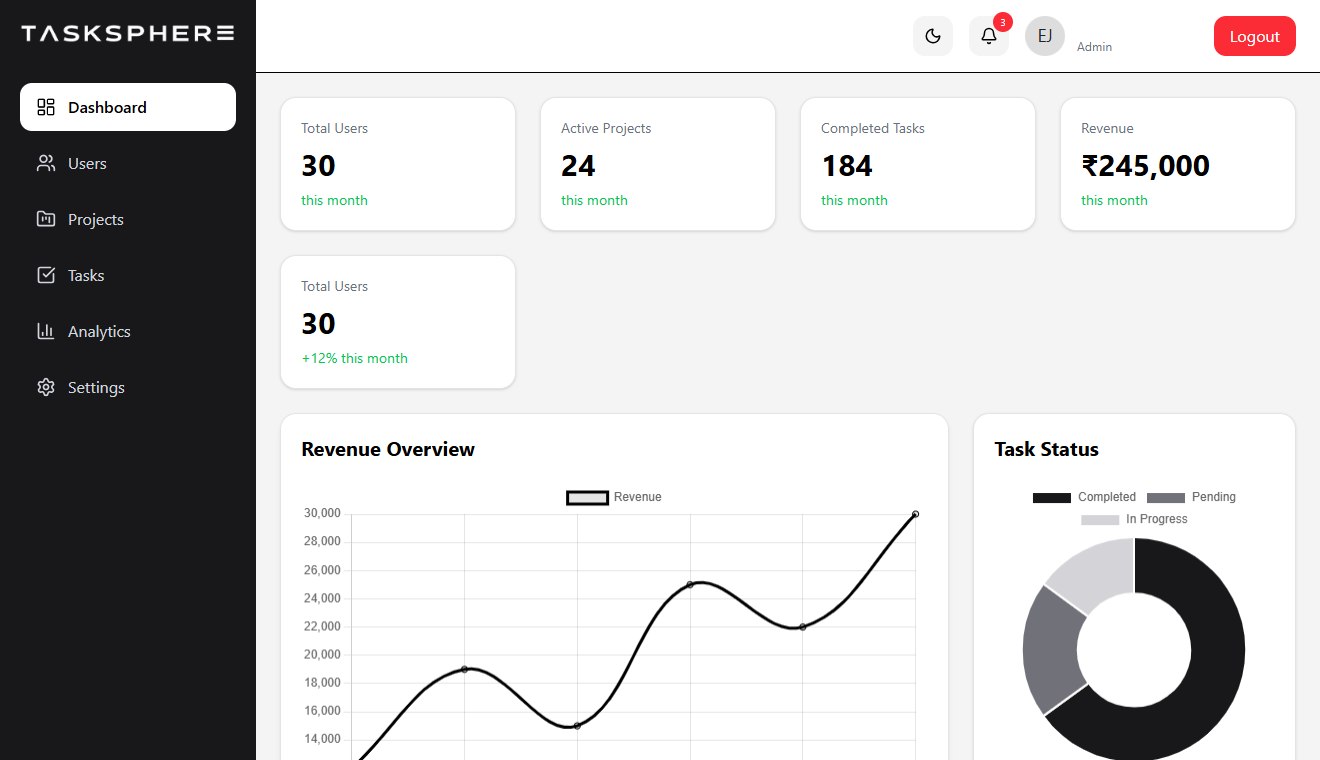 TASKSPHERE
Dashboard
Users
Projects
Tasks
Analytics
Settings
3
EJ
Admin
Logout
Total Users
30
this month
Active Projects
24
this month
Completed Tasks
184
this month
Revenue
₹245,000
this month
Total Users
30
+12% this month
Revenue Overview
Revenue
30,000
28,000
26,000
24,000
22,000
20,000
18,000
16,000
14,000
Task Status
Completed Pending
In Progress